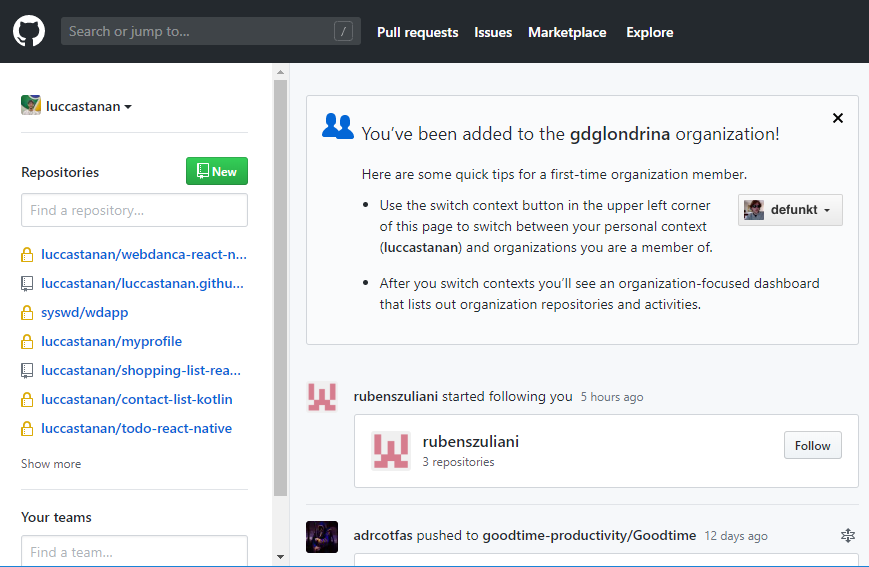 Search or jump to...
/
Pull requests
Issues
Marketplace
Explore
luccastanan
Repositories
New
Find a repository...
luccastanan/webdanca-react-n...
luccastanan/luccastanan.githu...
syswd/wdapp
luccastanan/myprofile
luccastanan/shopping-list-rea...
luccastanan/contact-list-kotlin
luccastanan/todo-react-native
Show more
Your teams
Find a team...
You've been added to the gdglondrina organization!
Here are some quick tips for a first-time organization member.
Use the switch context button in the upper left corner
of this page to switch between your personal context
(luccastanan) and organizations you are a member of.
defunkt
After you switch contexts you'll see an organization-focused dashboard
that lists out organization repositories and activities.
rubenszuliani started following you 5 hours ago
rubenszuliani
3 repositories
Follow
adrcotfas pushed to goodtime-productivity/Goodtime 12 days ago